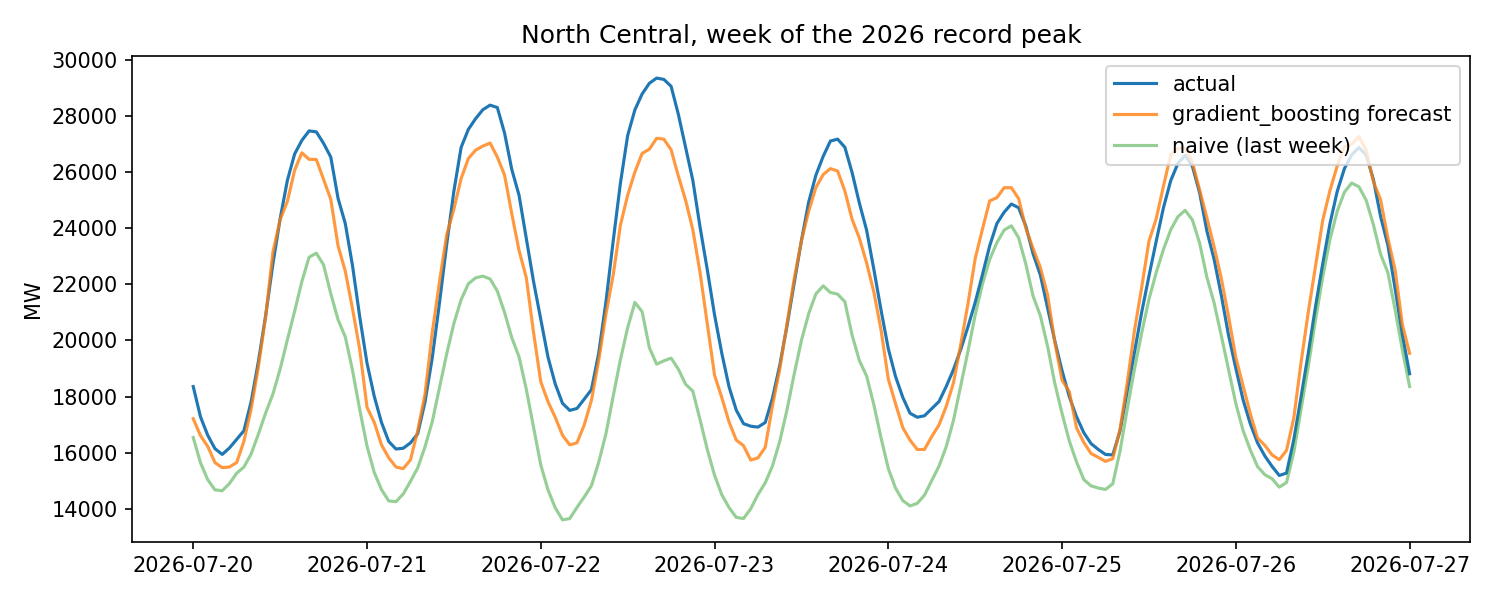 North Central, week of the 2026 record peak
actual
gradient_boosting forecast
naive (last week)
MW
30000
28000
26000
24000
22000
20000
18000
16000
14000
2026-07-20 2026-07-21 2026-07-22 2026-07-23 2026-07-24 2026-07-25 2026-07-26 2026-07-27